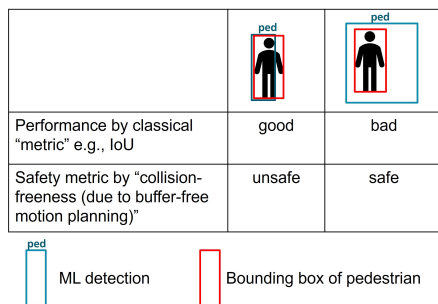 ped
ped
Performance by classical
“metric” e.g., IoU
good
bad
Safety metric by “collision-
freeness (due to buffer-free
motion planning)”
unsafe
safe
ped
ML detection
Bounding box of pedestrian